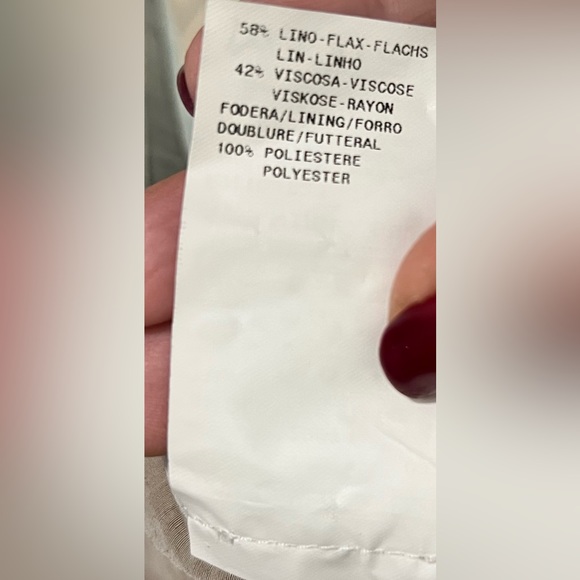 58% LINO-FLAX-FLACHS
LIN-LINHO
42% VISCOSA-VISCOSE
VISKOSE-RAYON
FODERA/LINING/FORRO
DOUBLURE/FUTTERAL
100% POLIESTERE
POLYESTER